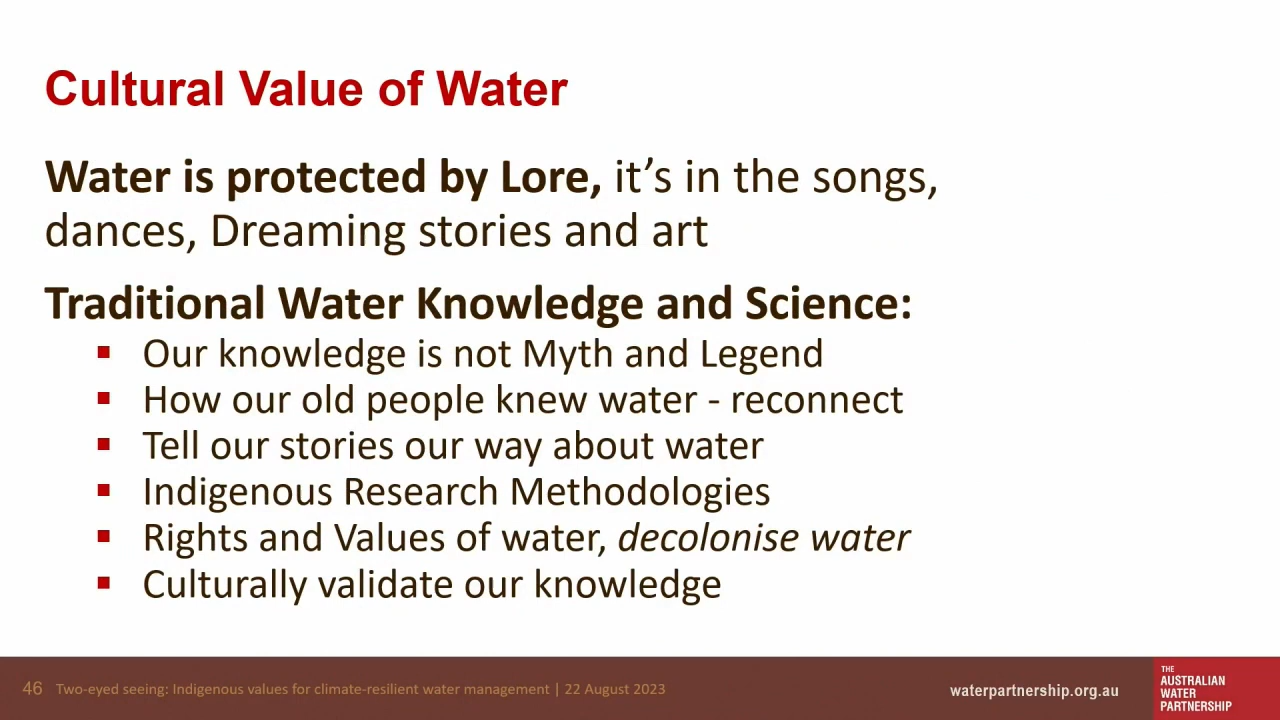 Cultural Value of Water
Water is protected by Lore, it’s in the songs,
dances, Dreaming stories and art
Traditional Water Knowledge and Science:
▪ Our knowledge is not Myth and Legend
▪ How our old people knew water - reconnect
▪ Tell our stories our way about water
▪ Indigenous Research Methodologies
▪ Rights and Values of water, decolonise water
▪ Culturally validate our knowledge
46 Two-eyed seeing: Indigenous values for climate-resilient water management | 22 August 2023
waterpartnership.org.au
THE
AUSTRALIAN
WATER
PARTNERSHIP